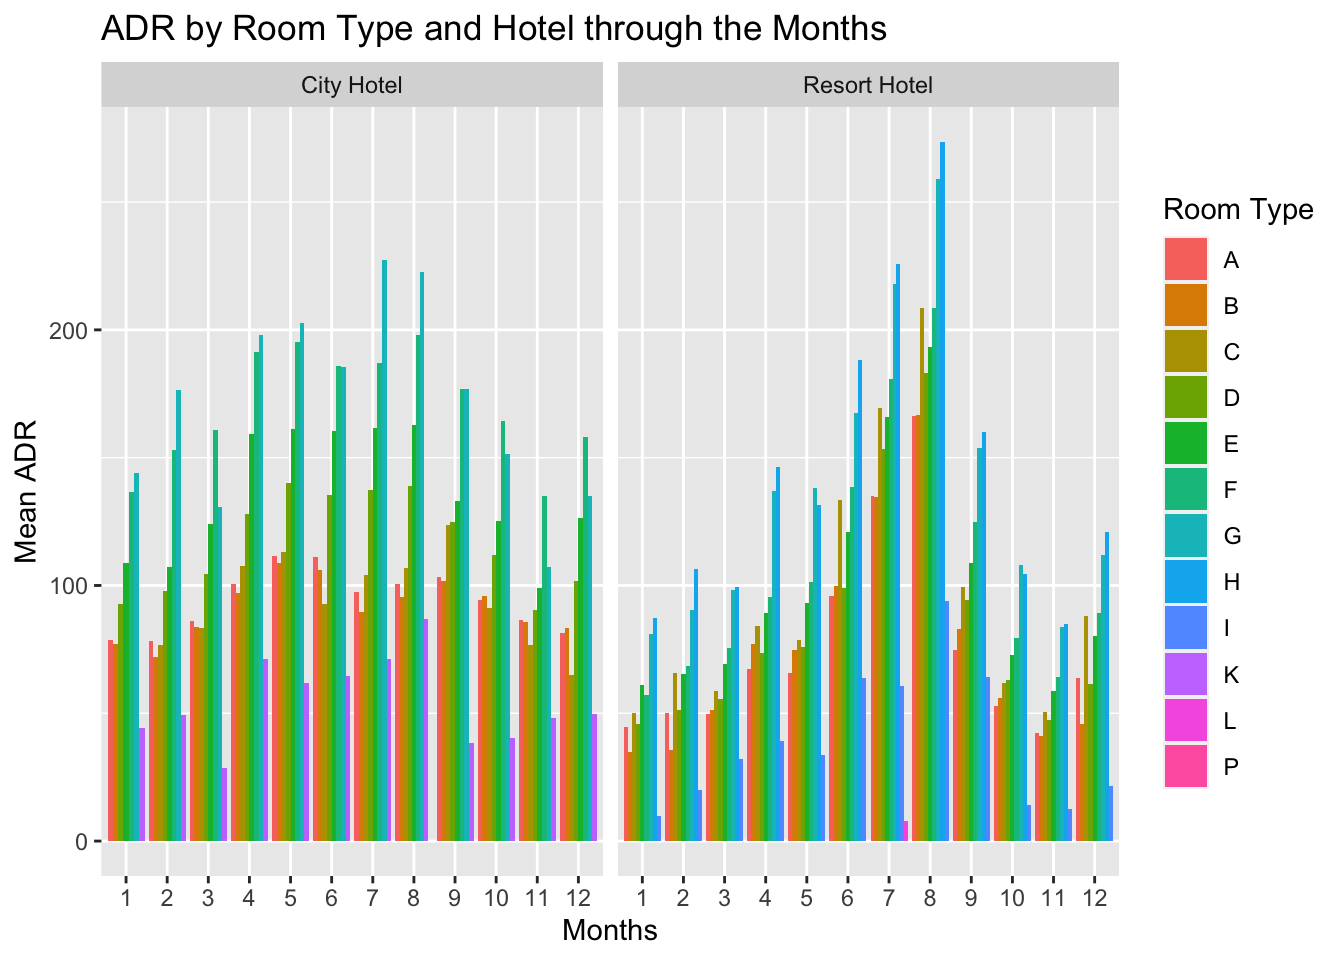 ADR by Room Type and Hotel through the Months
City Hotel
Resort Hotel
Mean ADR
200
100
0
1 2 3 4 5 6 7 8 9 10 11 12
1 2 3 4 5 6 7 8 9 10 11 12
Months
Room Type
A
B
C
D
E
F
G
H
I
K
L
P